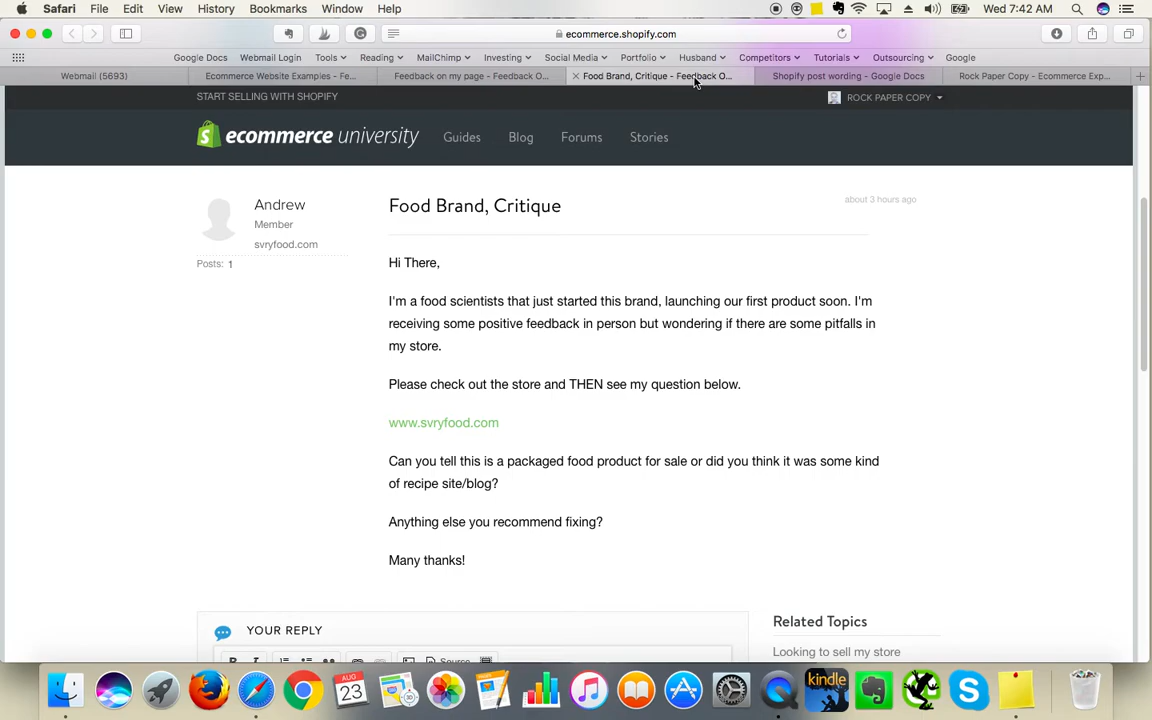 Safari File Edit View History Bookmarks Window Help Wed 7:42 AM
ecommerce.shopify.com
Google Docs Webmail Login Tools Reading MailChimp Investing Social Media Portfolio Husband Competitors Tutorials Outsourcing Google
Webmail (5693) Ecommerce Website Examples - Fe... Feedback on my page - Feedback O... Food Brand, Critique - Feedback O... Shopify post wording - Google Docs Rock Paper Copy - Ecommerce Exp...
START SELLING WITH SHOPIFY ROCK PAPER COPY
ecommerce university Guides Blog Forums Stories
Andrew
Member
svryfood.com
Posts: 1
Food Brand, Critique about 3 hours ago
Hi There,
I'm a food scientists that just started this brand, launching our first product soon. I'm
receiving some positive feedback in person but wondering if there are some pitfalls in
my store.
Please check out the store and THEN see my question below.
www.svryfood.com
Can you tell this is a packaged food product for sale or did you think it was some kind
of recipe site/blog?
Anything else you recommend fixing?
Many thanks!
YOUR REPLY
B I Source
Related Topics
Looking to sell my store
AUG
23
30
kindle